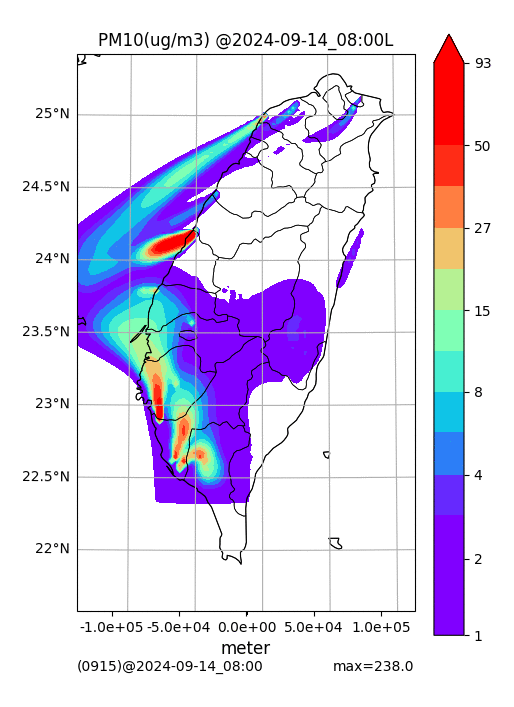 PM10(ug/m3) @2024-09-14_08:00L
93
50
27
15
8
4
2
1
25°N
24.5°N
24°N
23.5°N
23°N
22.5°N
22°N
-1.0e+05 -5.0e+04 0.0e+00 5.0e+04 1.0e+05
meter
(0915)@2024-09-14_08:00 max=238.0